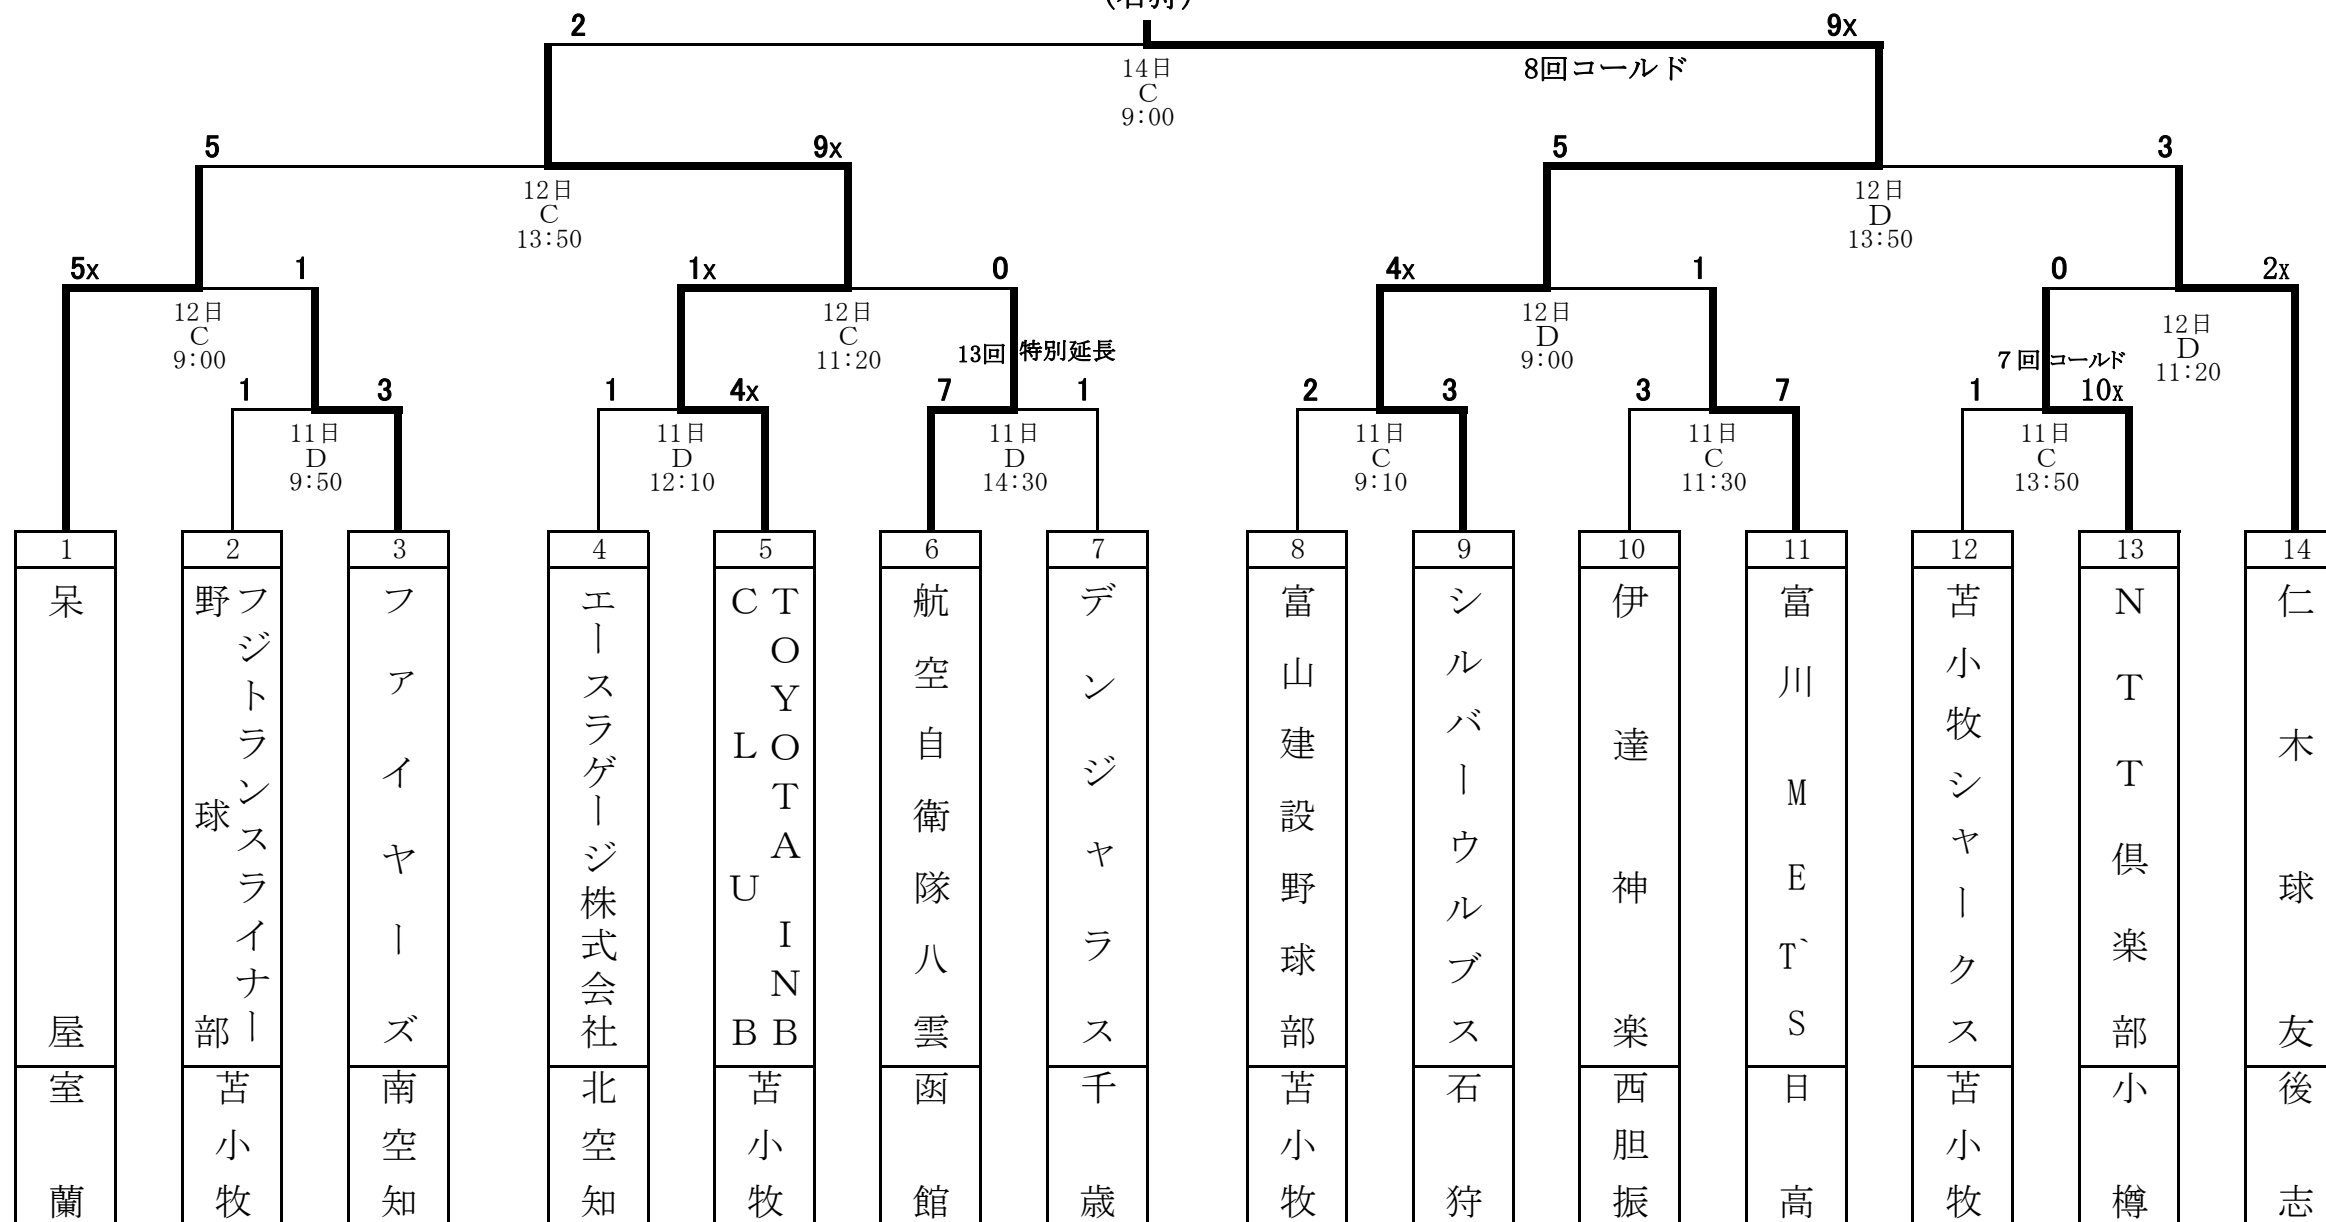 2
9x
8回コールド
14日
C
9:00
5
9x
5
3
12日
C
13:50
12日
D
13:50
5x
1
1x
0
4x
1
0
2x
12日
C
9:00
12日
C
11:20
12日
D
9:00
12日
D
11:20
13回 特別延長
7回コールド
1
3
1
4x
7
1
2
3
3
7
1
10x
11日
D
9:50
11日
D
12:10
11日
D
14:30
11日
C
9:10
11日
C
11:30
11日
C
13:50
1
呆屋
室蘭
2
フジトランスライナー
野球部
苫小牧
3
ファイヤーズ
南空知
4
エースラゲージ株式会社
北空知
5
TOYOTA INB
CLUB
苫小牧
6
航空自衛隊八雲
函館
7
デンジャラス
千歳
8
富山建設野球部
苫小牧
9
シルバーウルブス
石狩
10
伊達神楽
西胆振
11
富川MET`S
日高
12
苫小牧シャークス
苫小牧
13
NTT倶楽部
小樽
14
仁木球友
後志